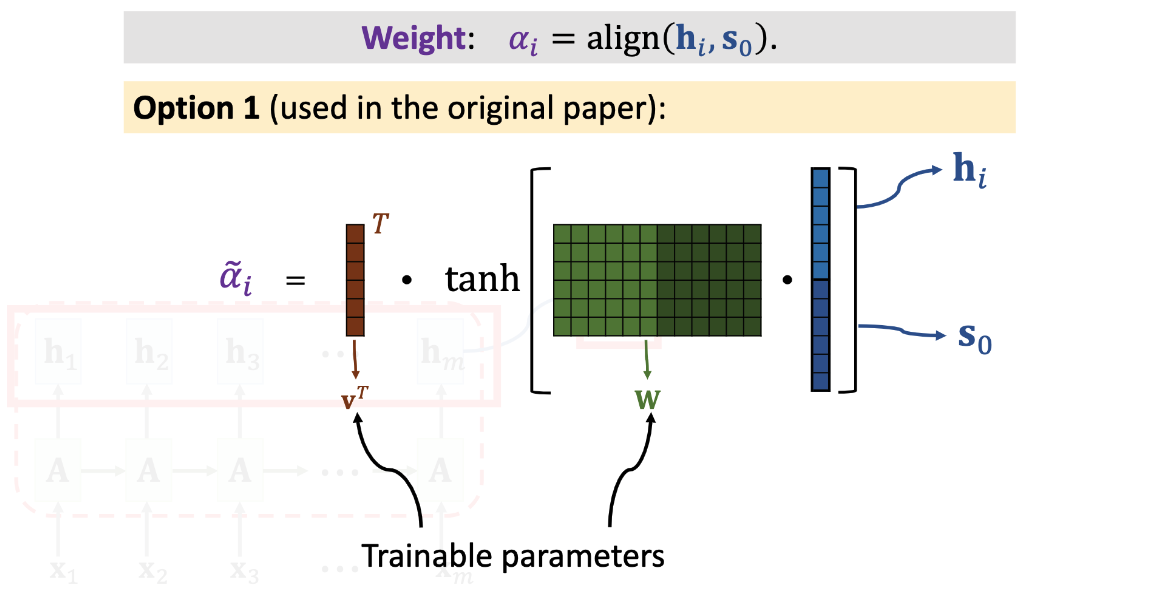 Weight: αᵢ = align(hᵢ, s₀).
Option 1 (used in the original paper):
α̃ᵢ = T · tanh [ · ]
hᵢ
s₀
h₁ h₂ h₃ ⋯ hₘ
vᵀ
W
A A A ⋯ A
Trainable parameters
x₁ x₂ x₃ ⋯ xₘ